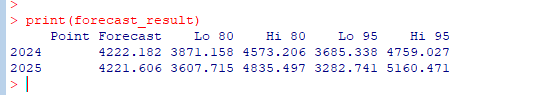 >
> print(forecast_result)
     Point Forecast    Lo 80    Hi 80    Lo 95    Hi 95
2024       4222.182 3871.158 4573.206 3685.338 4759.027
2025       4221.606 3607.715 4835.497 3282.741 5160.471
>